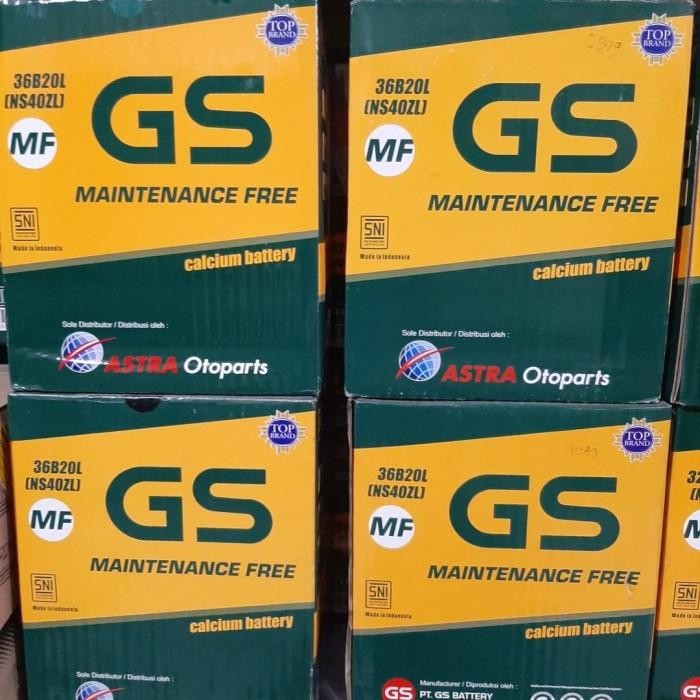 TOP
BRAND
36B20L
(NS40ZL)
GS
MF
MAINTENANCE FREE
SNI
Made in Indonesia
calcium battery
Sole Distributor / Distribusi oleh :
ASTRA Otoparts
TOP
BRAND
36B20L
(NS40ZL)
GS
MF
MAINTENANCE FREE
SNI
Made in Indonesia
calcium battery
Sole Distributor / Distribusi oleh :
ASTRA Otoparts
TOP
BRAND
36B20L
(NS40ZL)
GS
MF
MAINTENANCE FREE
SNI
Made in Indonesia
calcium battery
Sole Distributor / Distribusi oleh :
TOP
BRAND
36B20L
(NS40ZL)
GS
MF
MAINTENANCE FREE
SNI
Made in Indonesia
calcium battery
Manufacturer / Diproduksi oleh :
GS PT. GS BATTERY